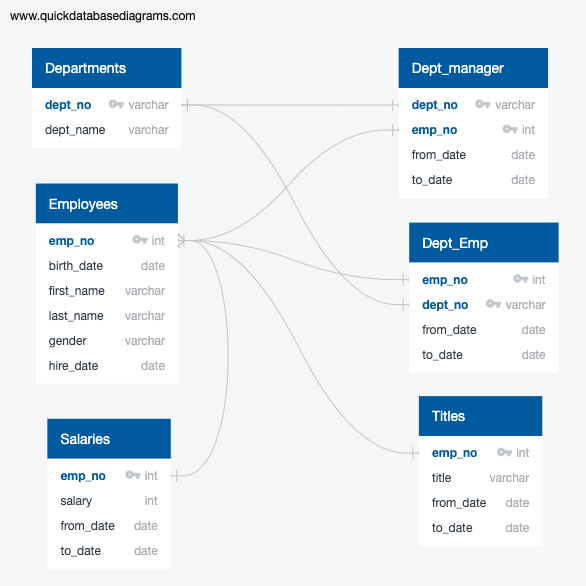 www.quickdatabasediagrams.com
Departments
dept_no varchar
dept_name varchar
Dept_manager
dept_no varchar
emp_no int
from_date date
to_date date
Employees
emp_no int
birth_date date
first_name varchar
last_name varchar
gender varchar
hire_date date
Dept_Emp
emp_no int
dept_no varchar
from_date date
to_date date
Salaries
emp_no int
salary int
from_date date
to_date date
Titles
emp_no int
title varchar
from_date date
to_date date